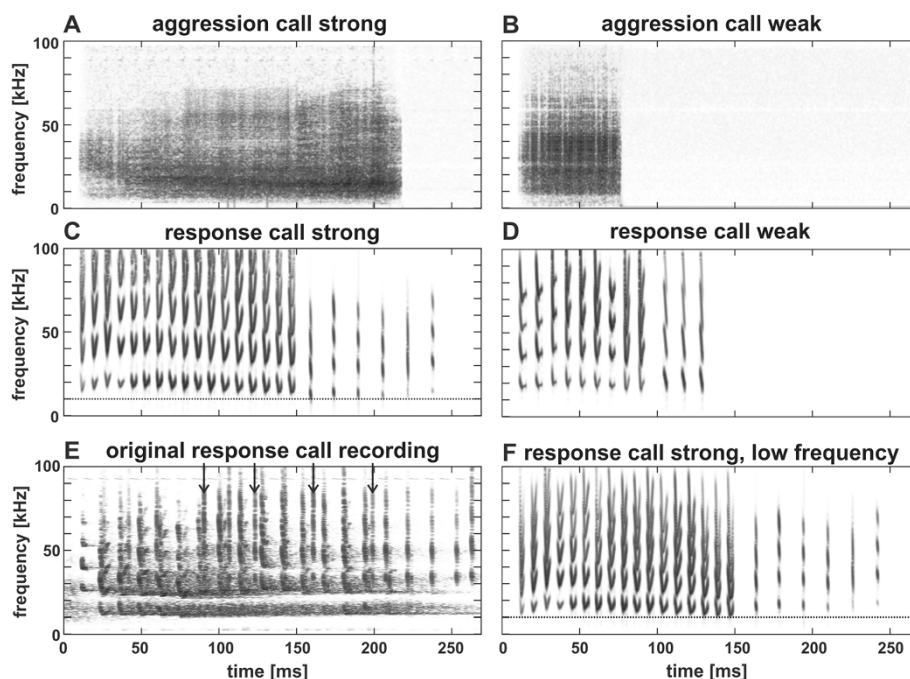 A aggression call strong
B aggression call weak
100
50
0
frequency [kHz]
C response call strong
D response call weak
100
50
0
frequency [kHz]
E original response call recording
F response call strong, low frequency
100
50
0
frequency [kHz]
0 50 100 150 200 250
50 100 150 200 250
time [ms]
time [ms]